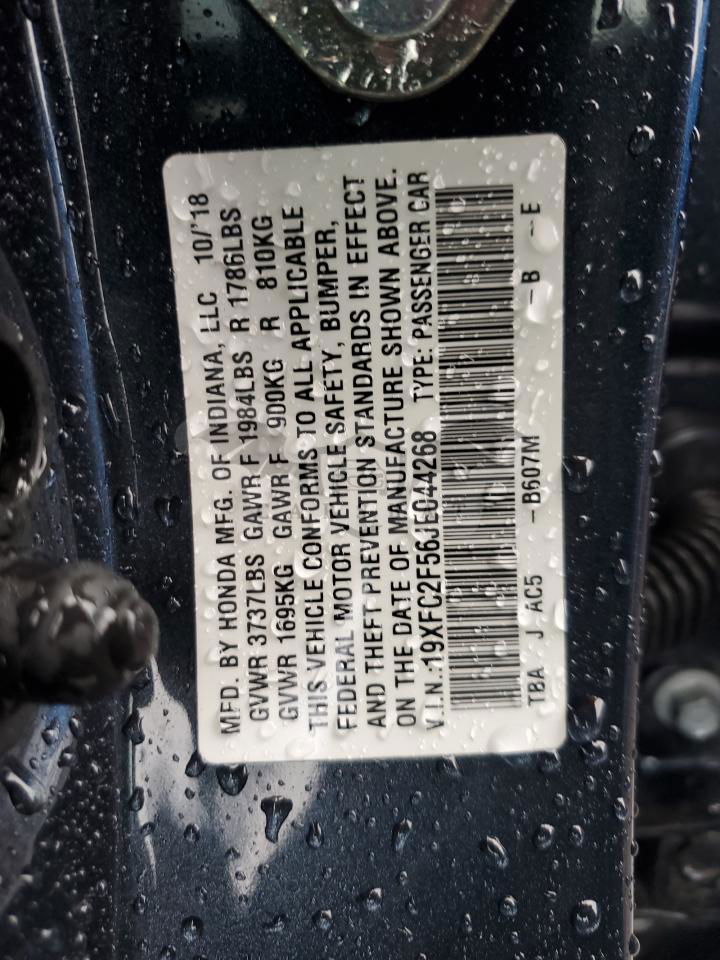 MFD. BY HONDA MFG. OF INDIANA, LLC 10/'18
GVWR 3737LBS GAWR F 1984LBS R 1786LBS
GVWR 1695KG GAWR F 900KG R 810KG
THIS VEHICLE CONFORMS TO ALL APPLICABLE
FEDERAL MOTOR VEHICLE SAFETY, BUMPER,
AND THEFT PREVENTION STANDARDS IN EFFECT
ON THE DATE OF MANUFACTURE SHOWN ABOVE.
V.I.N.:19XFC2F56JE044268 TYPE: PASSENGER CAR
TBA J AC5 -B607M -B -E